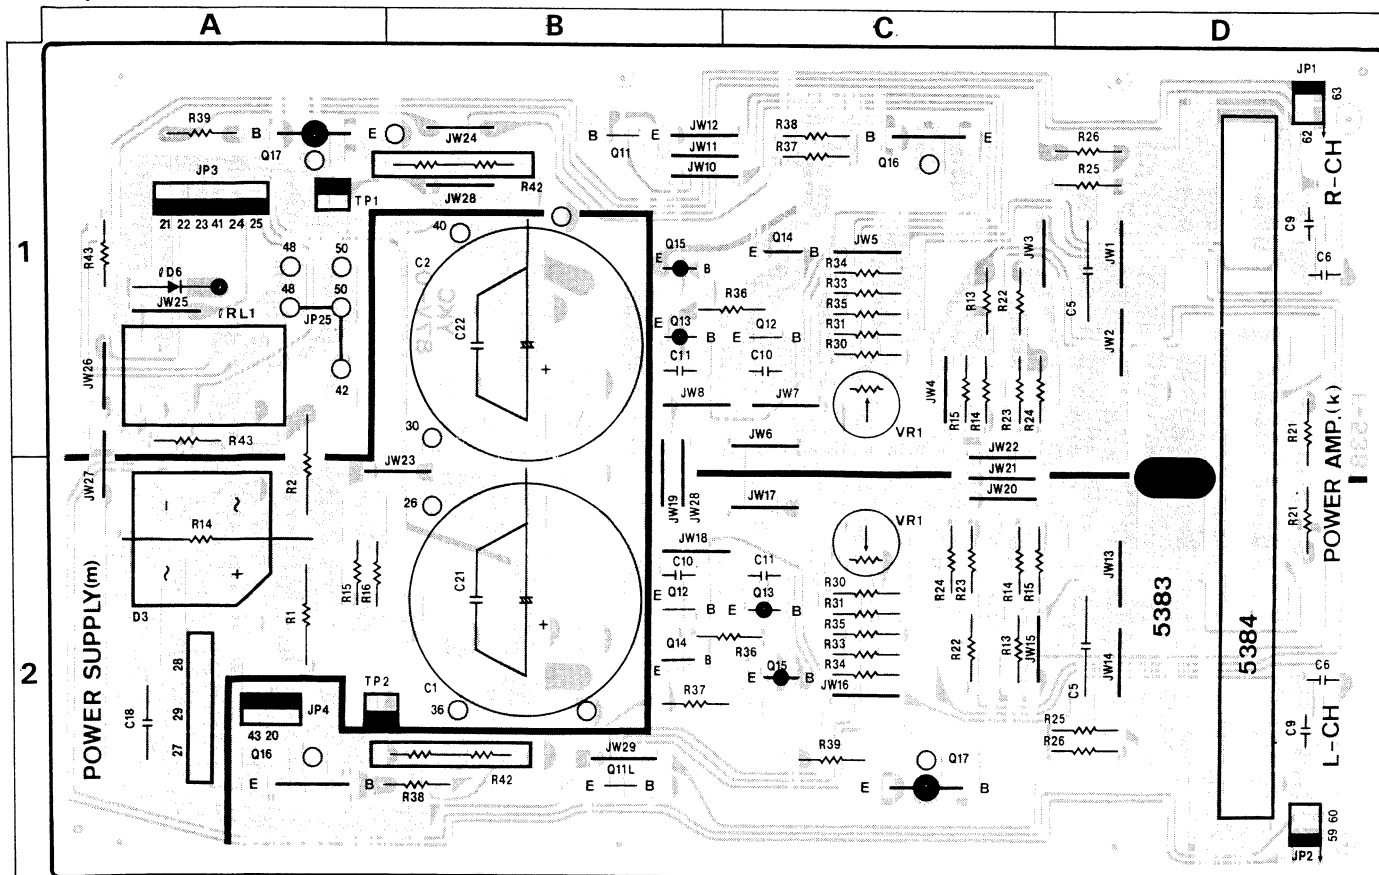 A B C D
1
2
JP1
63
62
R-CH
R39
B E
Q17
JW24
R42
JW28
JP3
TP1
21 22 23 41 24 25
B E
Q11
JW12
JW11
JW10
R38
R37
B E
Q16
R26
R25
C9
C6
R43
D6
JW25
RL1
48 50
48 50
JP25
42
JW26
R43
40
C2
C22
+
30
Q15
E B
R36
Q13
E B
C11
JW8
Q14
E B
Q12
E B
C10
JW7
JW6
JW5
R34
R33
R35
R31
R30
VR1
R13
R22
JW3
C5
JW1
JW2
JW4
R15
R14
R23
R24
JW22
JW21
JW20
R21
R21
POWER AMP.(k)
JW27
R2
JW23
26
R14
D3
~
~
+
R15
R16
R1
C21
+
C1
36
JW19
JW28
JW17
JW18
C10
C11
Q12
E B
Q13
E B
Q14
E B
R36
Q15
E B
R37
VR1
R30
R31
R35
R33
R34
JW16
R24
R23
R14
R15
R22
R13
JW15
JW13
JW14
C5
5383
5384
POWER SUPPLY(m)
C18
28
29
27
TP2
JP4
43 20
Q16
E B
R38
R42
JW29
Q11L
E B
R39
Q17
E B
R25
R26
C6
C9
L-CH
60
59
JP2